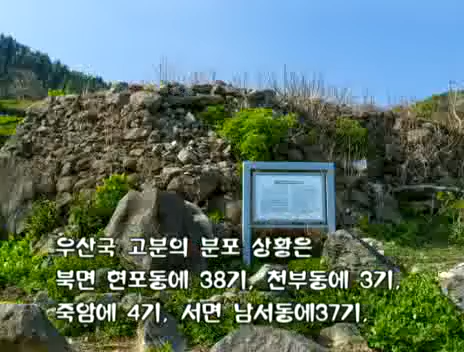 우산국 고분의 분포 상황은
북면 현포동에 38기, 천부동에 3기,
죽암에 4기, 서면 남서동에37기,